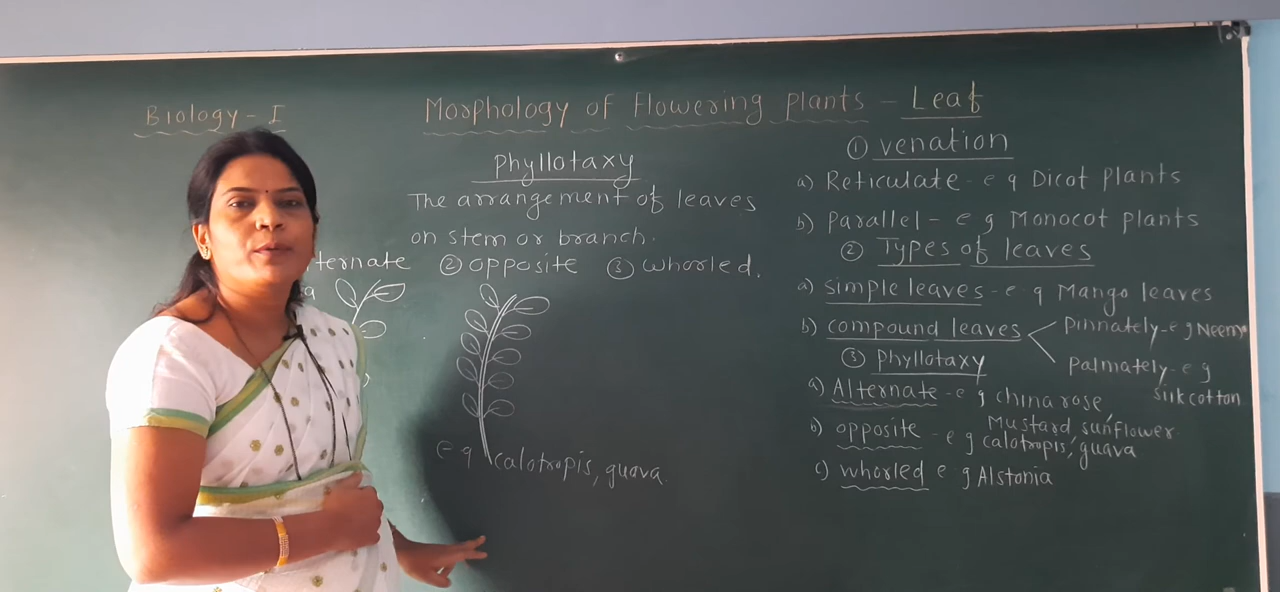 Biology - I
Morphology of Flowering Plants - Leaf
Phyllotaxy
The arrangement of leaves
on stem or branch.
ternate ② opposite ③ whorled.
e g calotropis, guava.
① venation
a) Reticulate - e g Dicot plants
b) Parallel - e g Monocot plants
② Types of leaves
a) simple leaves - e g Mango leaves
b) compound leaves
Pinnately - e g Neem
Palmately - e g
silk cotton
③ Phyllotaxy
a) Alternate - e g china rose,
Mustard sunflower
b) opposite - e g calotropis, guava
c) whorled e g Alstonia